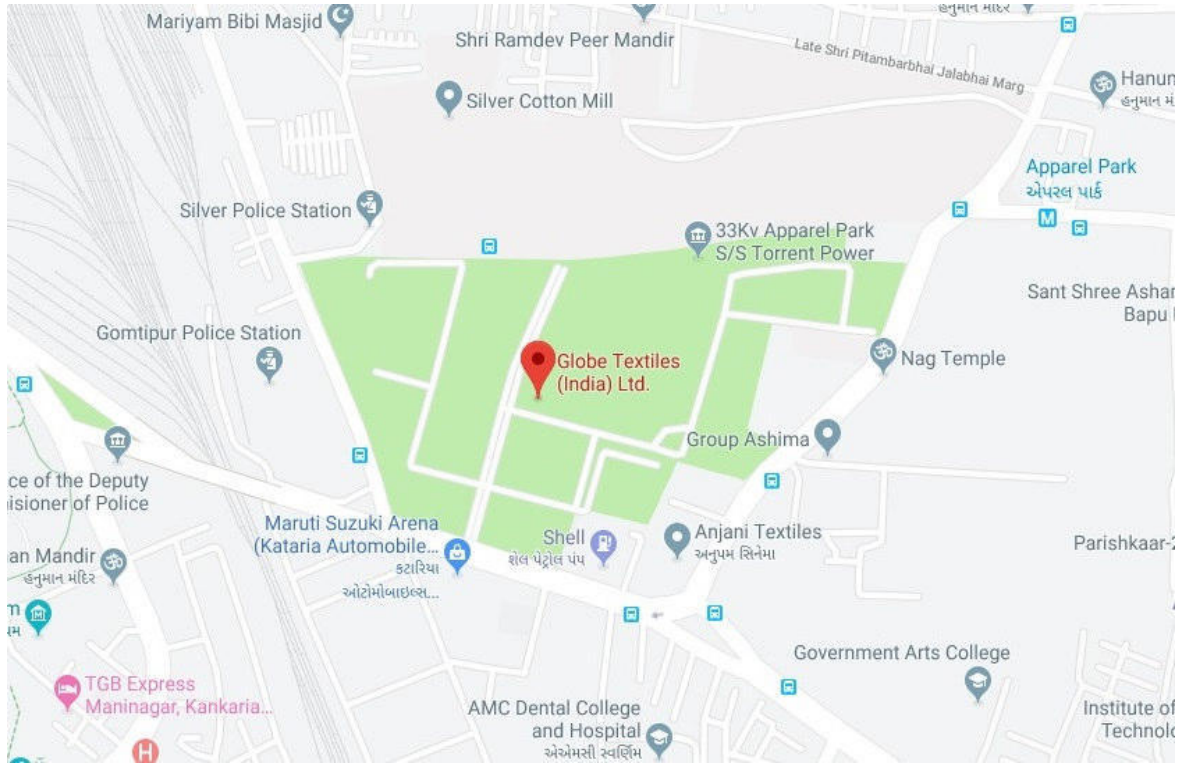 Mariyam Bibi Masjid
હનુમાન મંદિર
Shri Ramdev Peer Mandir
Late Shri Pitambarbhai Jalabhai Marg
Hanun
હનુમાન મં
Silver Cotton Mill
Apparel Park
એપરલ પાર્ક
M
Silver Police Station
33Kv Apparel Park
S/S Torrent Power
Sant Shree Ashar
Bapu
Gomtipur Police Station
Globe Textiles
(India) Ltd.
Nag Temple
Group Ashima
ce of the Deputy
isioner of Police
Maruti Suzuki Arena
(Kataria Automobile...
કટારિયા
ઓટોમોબાઇલ્સ...
Shell
શેલ પેટ્રોલ પંપ
Anjani Textiles
અનુપમ સિનેમા
Parishkaar-2
an Mandir
હનુમાન મંદિર
m
યમ
Government Arts College
TGB Express
Maninagar, Kankaria...
AMC Dental College
and Hospital
એએમસી સ્વર્ણિમ
Institute of
Technolo
H